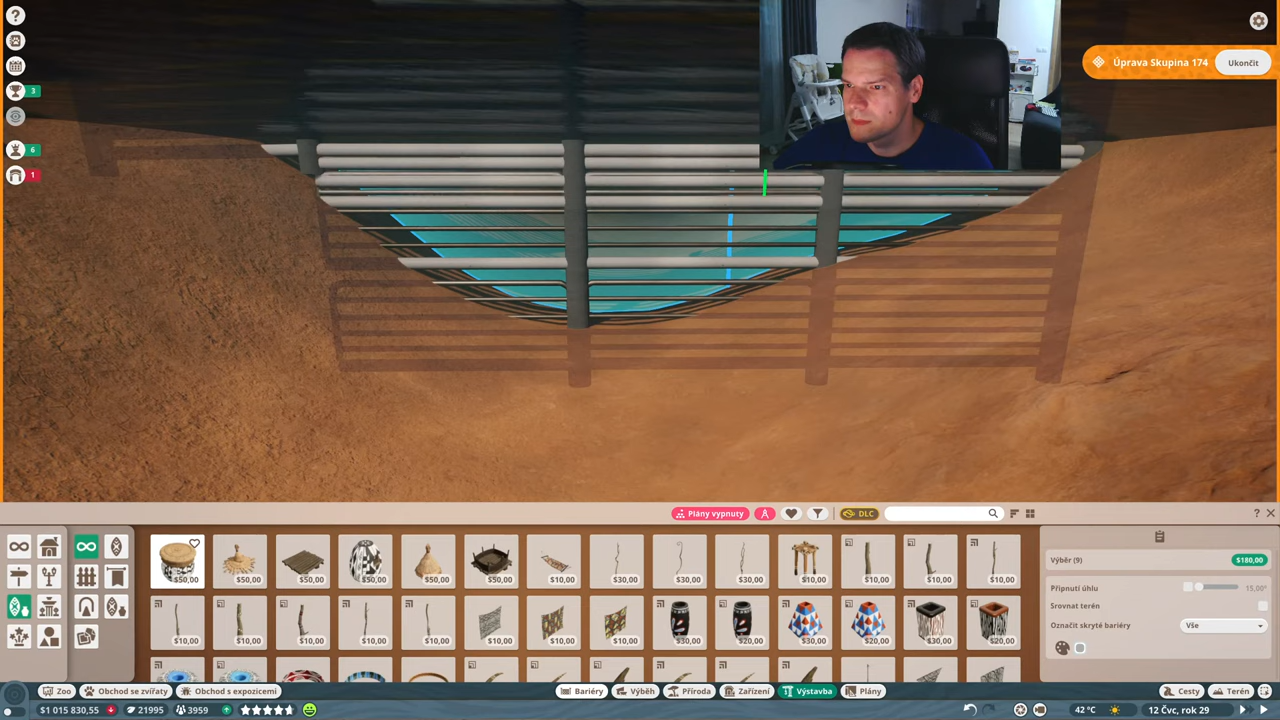 ?
Úprava Skupina 174
Ukončit
3
6
1
Plány vypnuty
DLC
?
$50,00
$50,00
$50,00
$50,00
$50,00
$50,00
$10,00
$30,00
$30,00
$30,00
$10,00
$10,00
$10,00
$10,00
$10,00
$10,00
$10,00
$10,00
$10,00
$10,00
$10,00
$10,00
$30,00
$20,00
$30,00
$20,00
$30,00
$20,00
Výběr (9)
$180,00
Připnutí úhlu
15,00°
Srovnat terén
Označit skryté bariéry
Vše
Zoo
Obchod se zvířaty
Obchod s expozicemi
Bariéry
Výběh
Příroda
Zařízení
Výstavba
Plány
Cesty
Terén
$1 015 830,55
21995
3959
42 °C
12 Čvc, rok 29